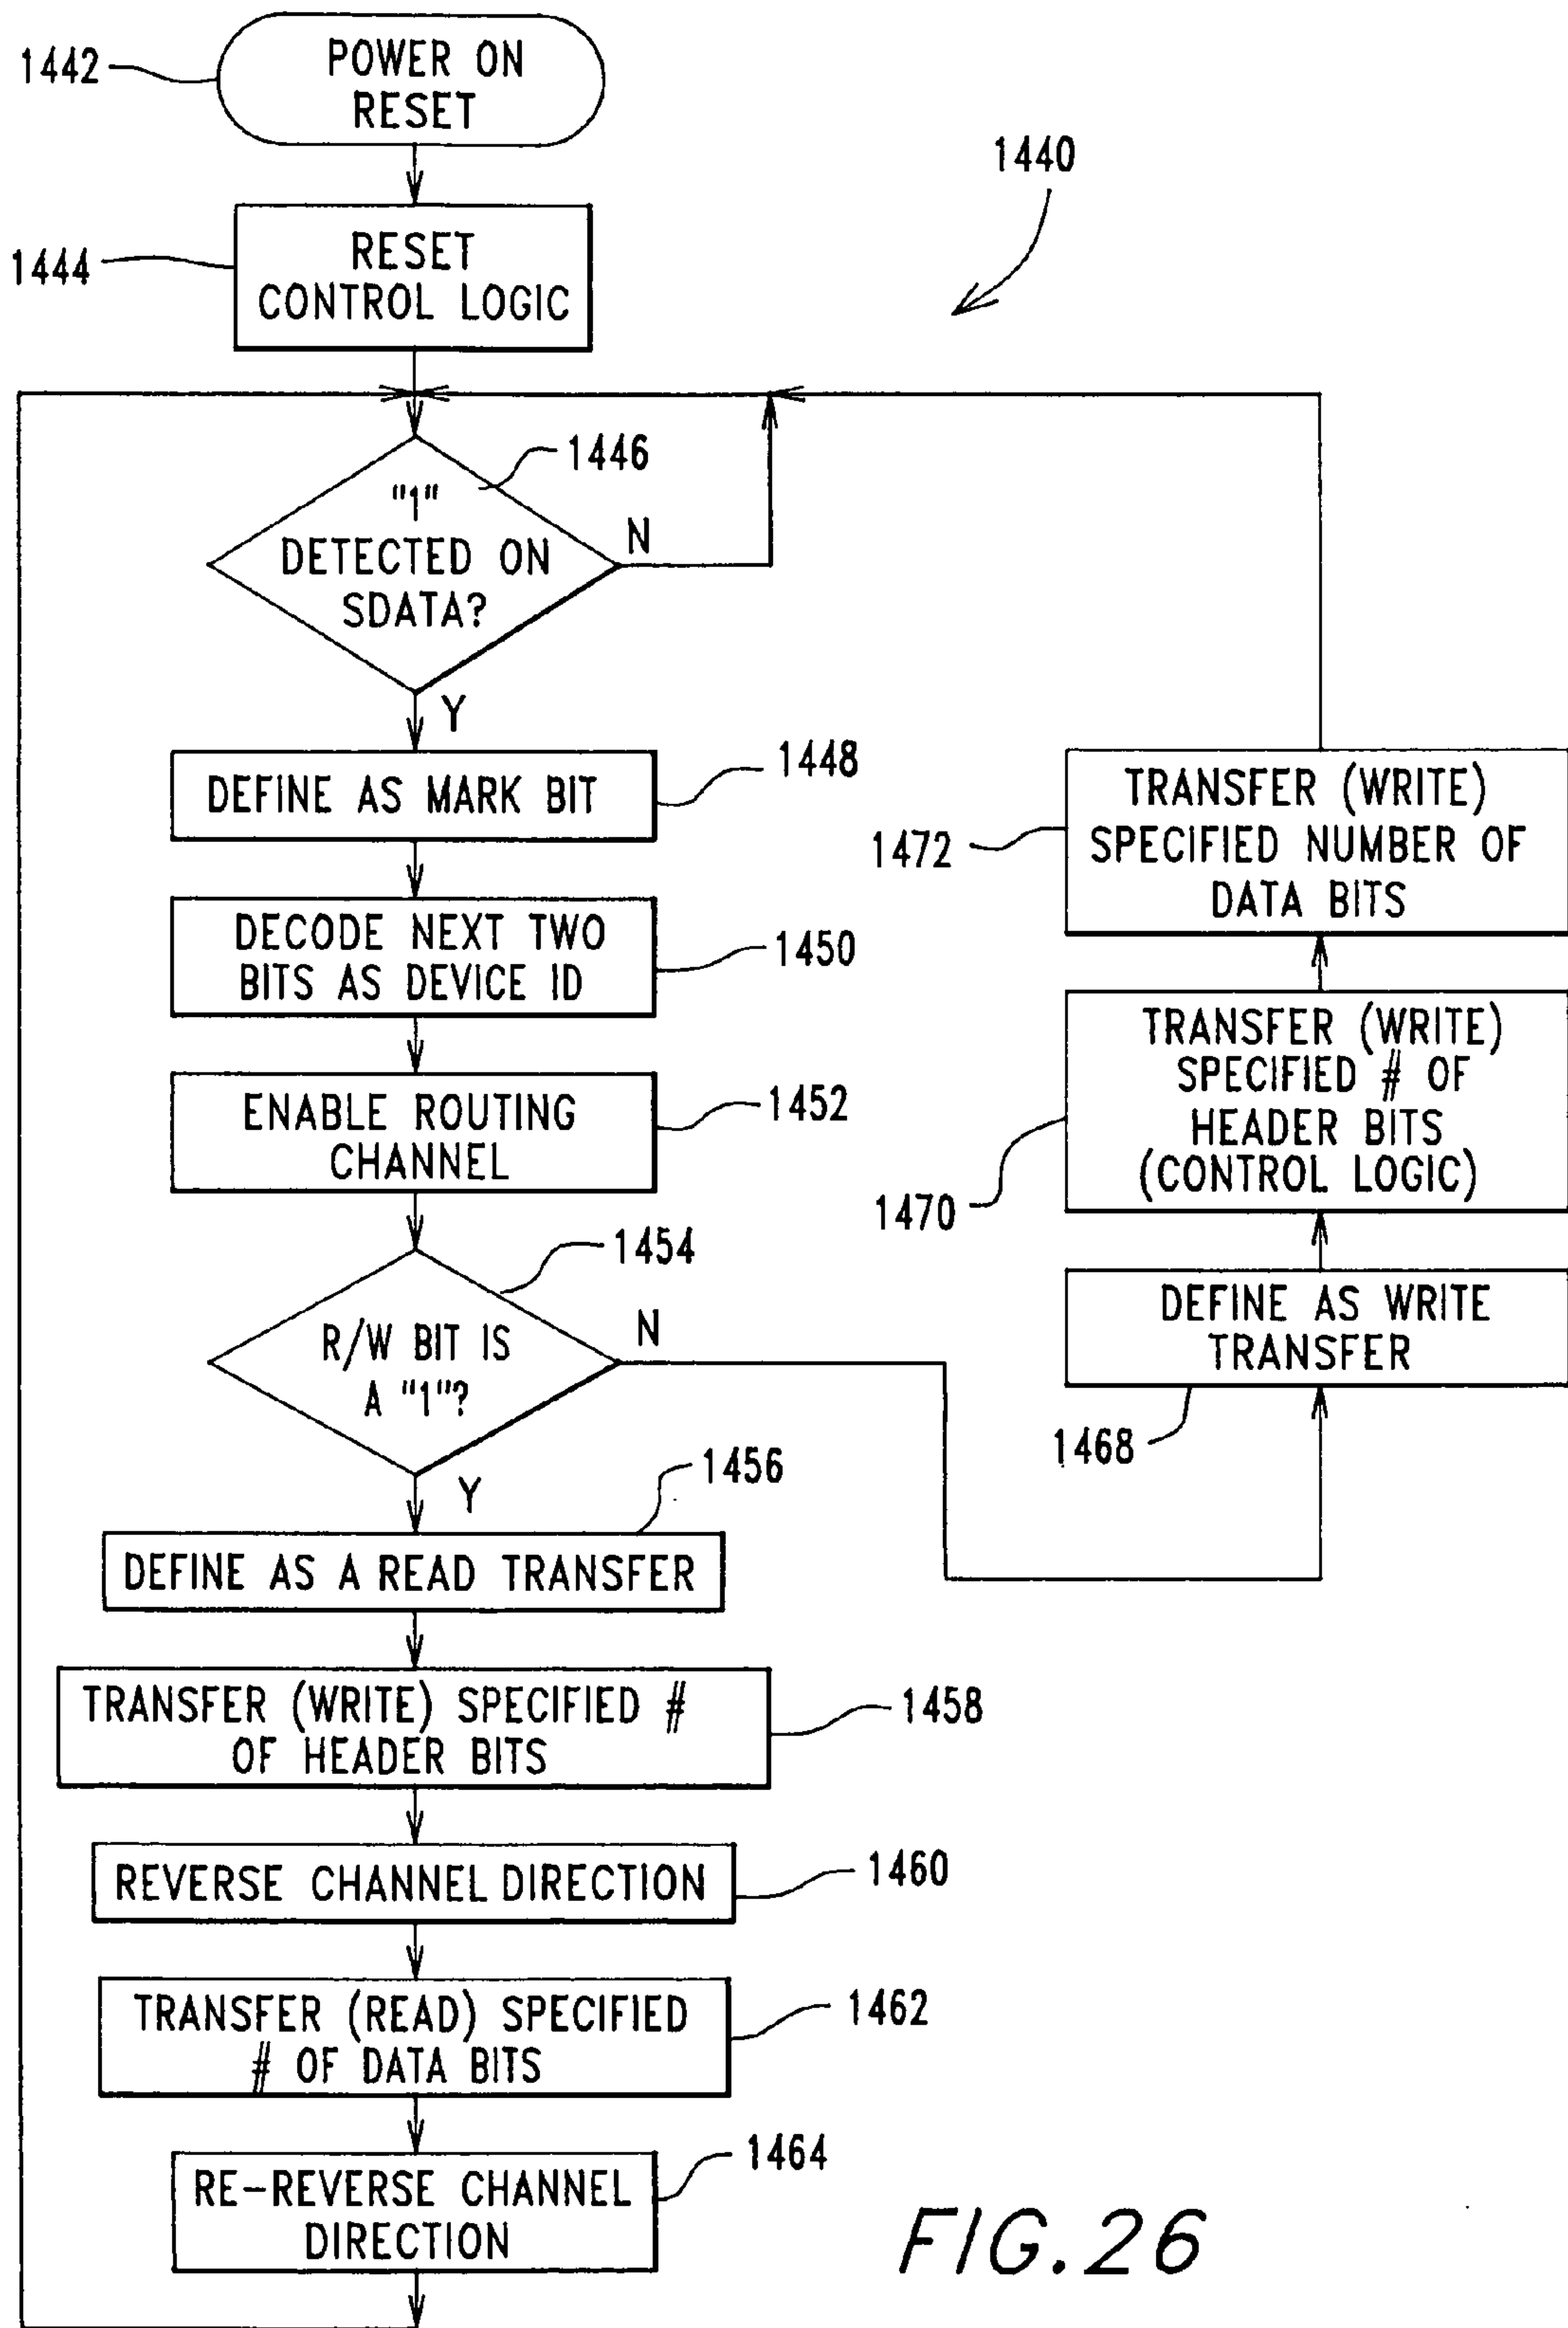 1442
POWER ON
RESET
1440
1444
RESET
CONTROL LOGIC
1446
"1"
DETECTED ON
SDATA?
N
Y
DEFINE AS MARK BIT
1448
DECODE NEXT TWO
BITS AS DEVICE ID
1450
ENABLE ROUTING
CHANNEL
1452
1454
R/W BIT IS
A "1"?
N
Y
1456
DEFINE AS A READ TRANSFER
TRANSFER (WRITE) SPECIFIED #
OF HEADER BITS
1458
REVERSE CHANNEL DIRECTION
1460
TRANSFER (READ) SPECIFIED
# OF DATA BITS
1462
RE-REVERSE CHANNEL
DIRECTION
1464
TRANSFER (WRITE)
SPECIFIED NUMBER OF
DATA BITS
1472
TRANSFER (WRITE)
SPECIFIED # OF
HEADER BITS
(CONTROL LOGIC)
1470
DEFINE AS WRITE
TRANSFER
1468
FIG.26